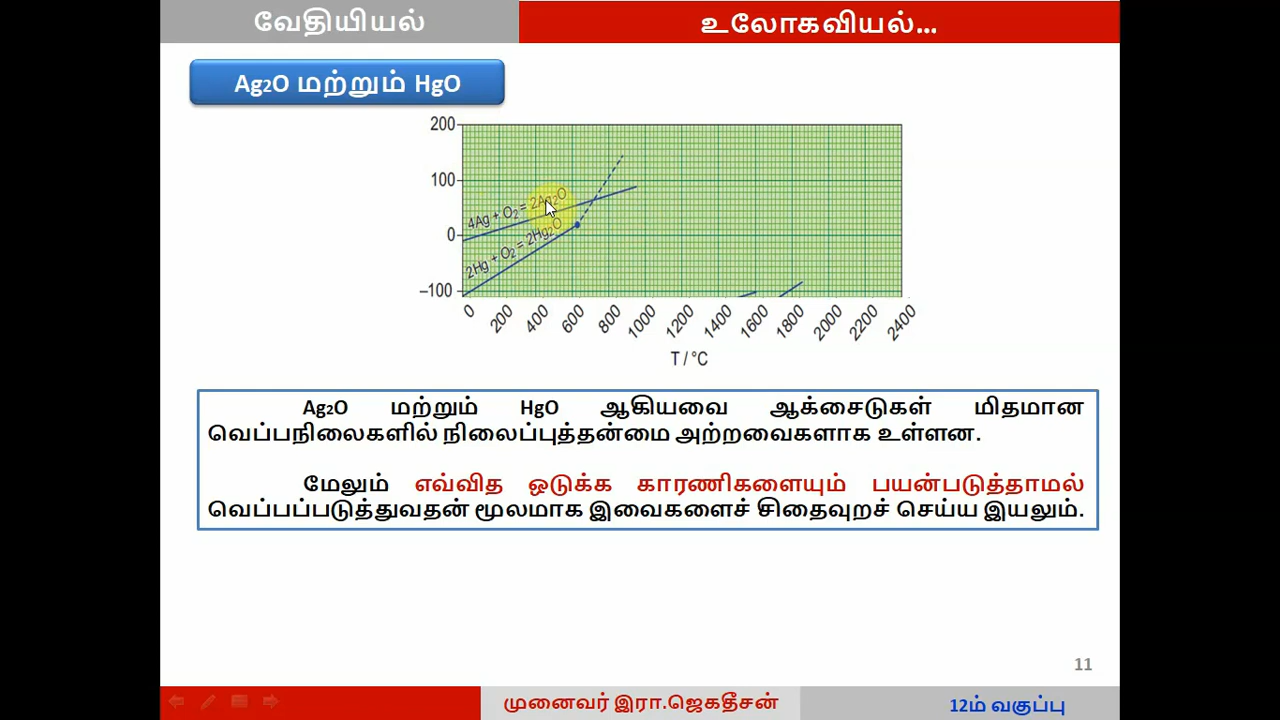 வேதியியல்
உலோகவியல்...
Ag2O மற்றும் HgO
200
100
0
-100
4Ag + O2 = 2Ag2O
2Hg + O2 = 2Hg2O
0 200 400 600 800 1000 1200 1400 1600 1800 2000 2200 2400
T / °C
Ag2O மற்றும் HgO ஆகியவை ஆக்சைடுகள் மிதமான
வெப்பநிலைகளில் நிலைப்புத்தன்மை அற்றவைகளாக உள்ளன.
மேலும் எவ்வித ஒடுக்க காரணிகளையும் பயன்படுத்தாமல்
வெப்பப்படுத்துவதன் மூலமாக இவைகளைச் சிதைவுறச் செய்ய இயலும்.
11
முனைவர் இரா.ஜெகதீசன்
12ம் வகுப்பு